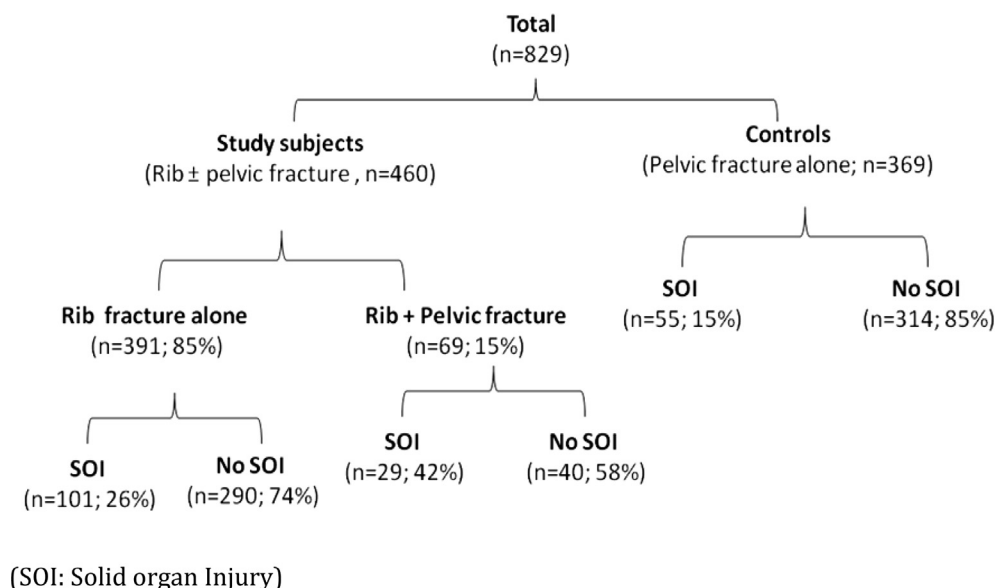 Total
(n=829)
Study subjects
(Rib ± pelvic fracture , n=460)
Controls
(Pelvic fracture alone; n=369)
Rib fracture alone
(n=391; 85%)
Rib + Pelvic fracture
(n=69; 15%)
SOI
(n=55; 15%)
No SOI
(n=314; 85%)
SOI
(n=101; 26%)
No SOI
(n=290; 74%)
SOI
(n=29; 42%)
No SOI
(n=40; 58%)
(SOI: Solid organ Injury)